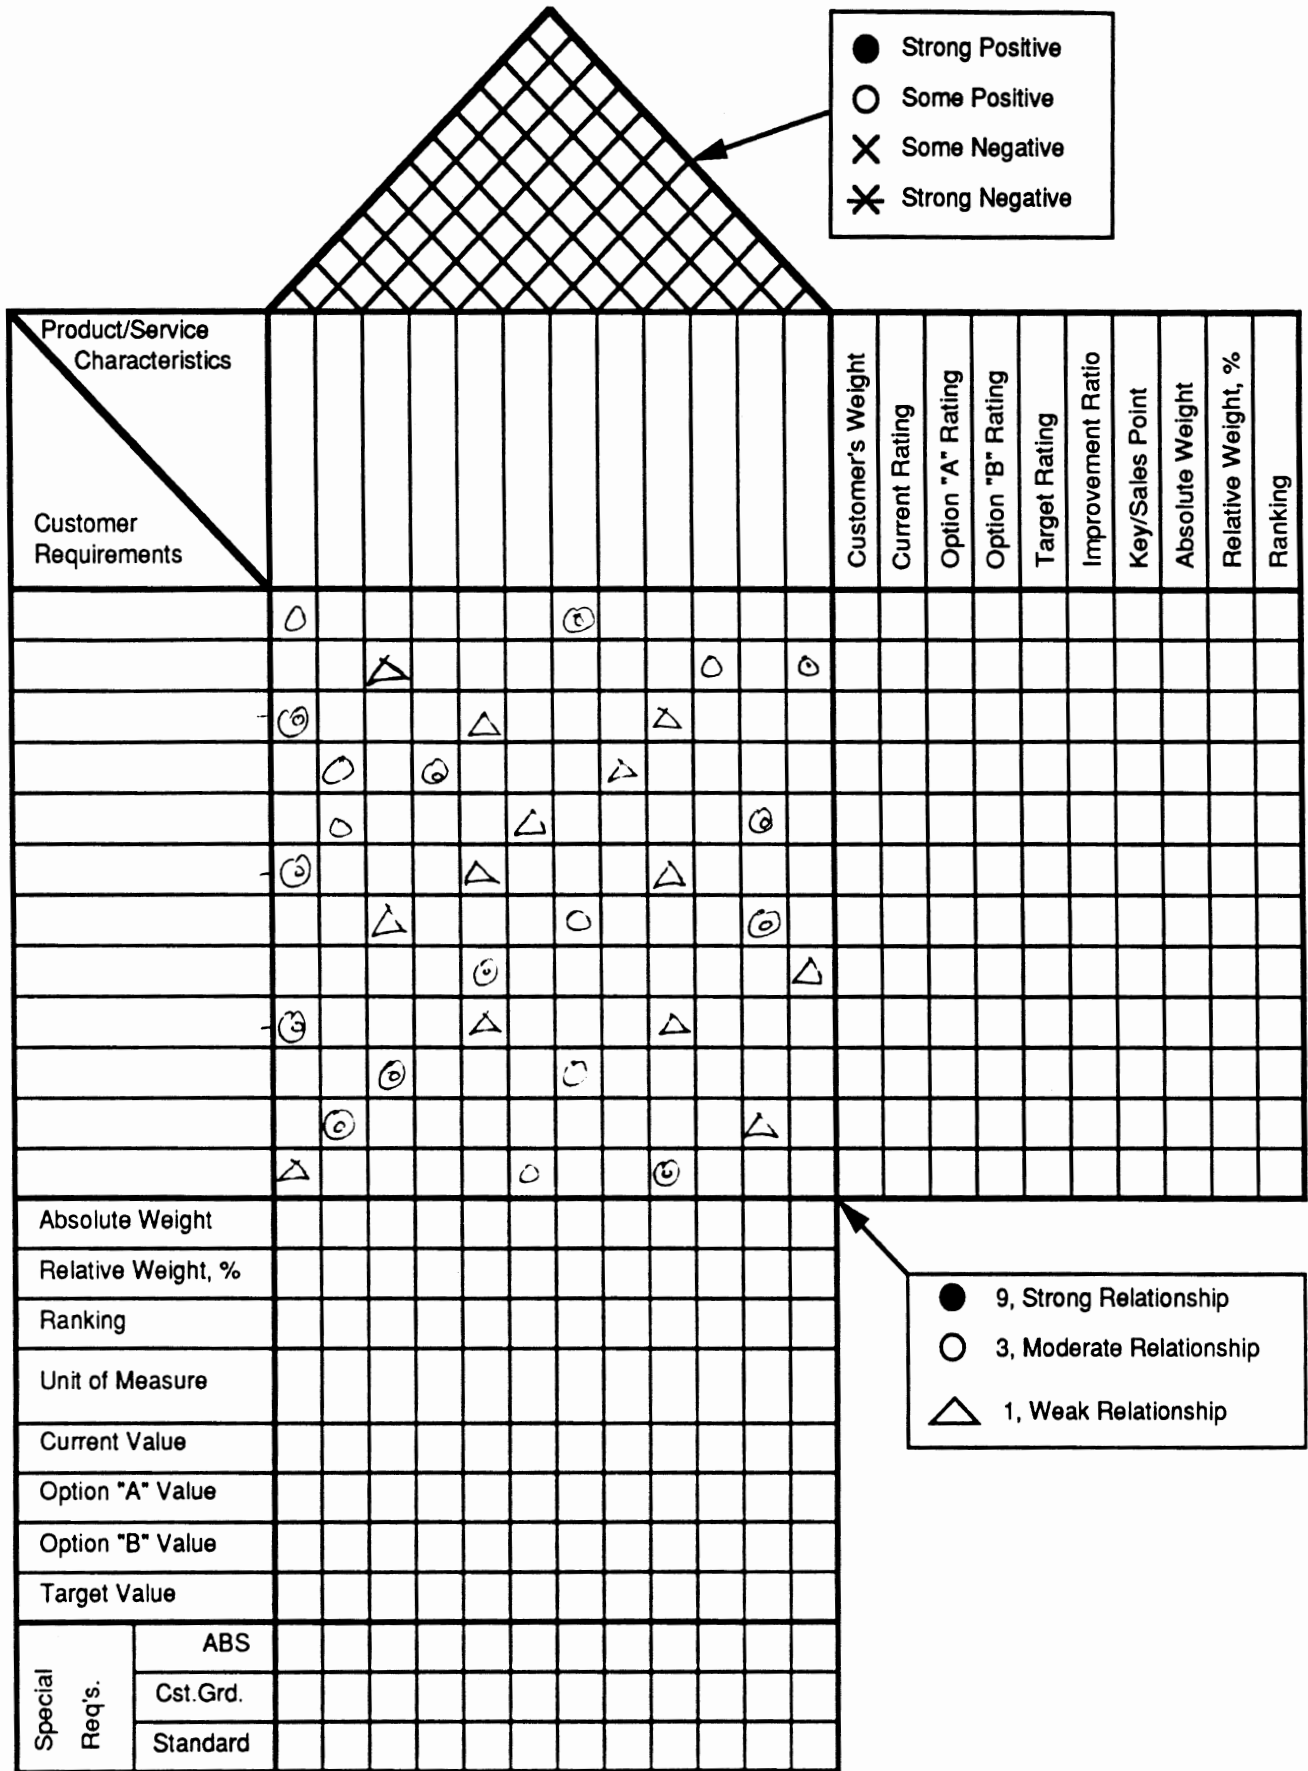 Strong Positive
Some Positive
Some Negative
Strong Negative
Product/Service
Characteristics
Customer
Requirements
Customer's Weight
Current Rating
Option "A" Rating
Option "B" Rating
Target Rating
Improvement Ratio
Key/Sales Point
Absolute Weight
Relative Weight, %
Ranking
Absolute Weight
Relative Weight, %
Ranking
Unit of Measure
Current Value
Option "A" Value
Option "B" Value
Target Value
Special
Req's.
ABS
Cst.Grd.
Standard
9, Strong Relationship
3, Moderate Relationship
1, Weak Relationship